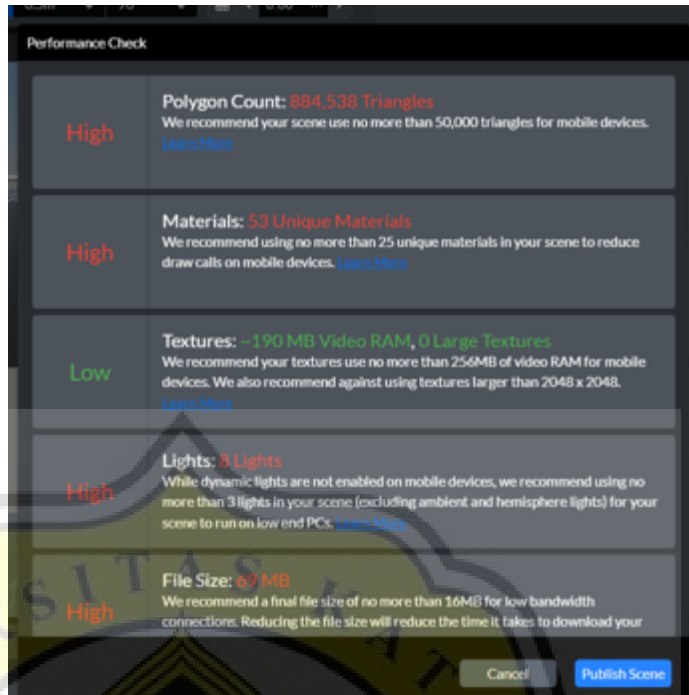 0.5m 90° 0.00 m
Performance Check
High
Polygon Count: 884,538 Triangles
We recommend your scene use no more than 50,000 triangles for mobile devices.
Learn More
High
Materials: 53 Unique Materials
We recommend using no more than 25 unique materials in your scene to reduce
draw calls on mobile devices. Learn More
Low
Textures: ~190 MB Video RAM, 0 Large Textures
We recommend your textures use no more than 256MB of video RAM for mobile
devices. We also recommend against using textures larger than 2048 x 2048.
Learn More
High
Lights: 8 Lights
While dynamic lights are not enabled on mobile devices, we recommend using no
more than 3 lights in your scene (excluding ambient and hemisphere lights) for your
scene to run on low end PCs. Learn More
High
File Size: 69 MB
We recommend a final file size of no more than 16MB for low bandwidth
connections. Reducing the file size will reduce the time it takes to download your
SITAS KAT
Cancel
Publish Scene